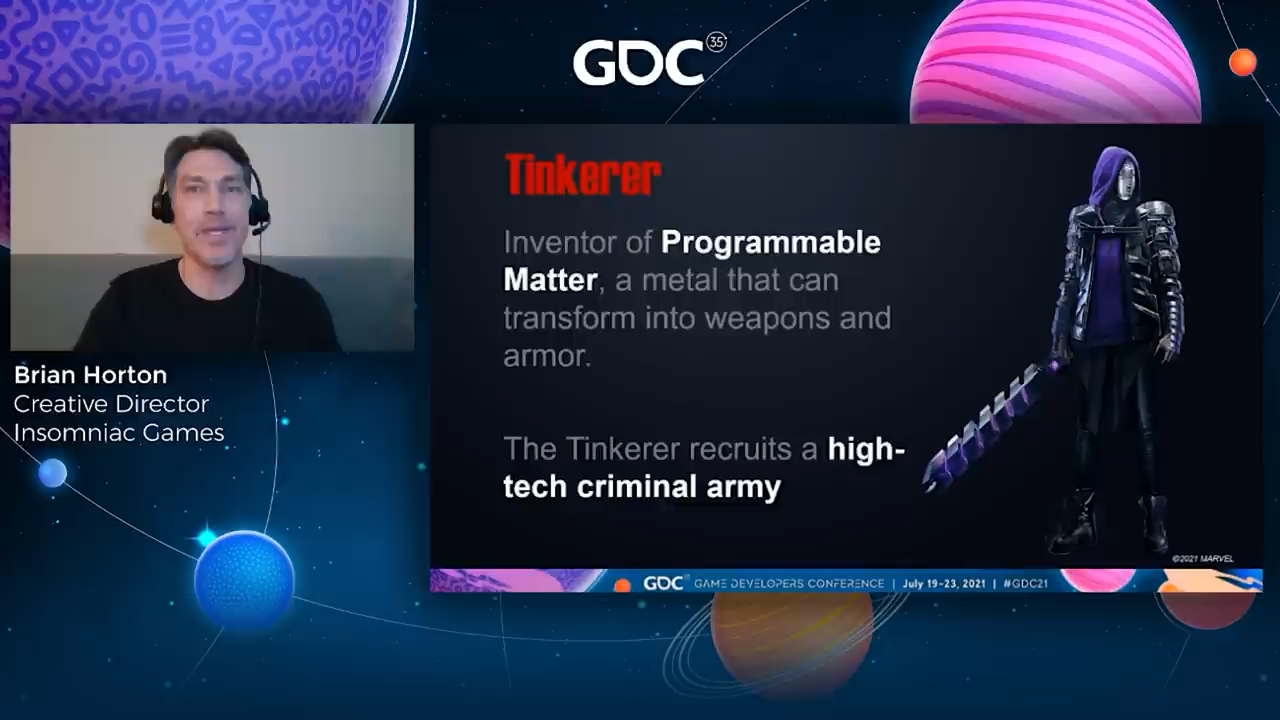 GDC 35
Brian Horton
Creative Director
Insomniac Games
Tinkerer
Inventor of Programmable
Matter, a metal that can
transform into weapons and
armor.
The Tinkerer recruits a high-
tech criminal army
©2021 MARVEL
GDC GAME DEVELOPERS CONFERENCE | July 19-23, 2021 | #GDC21